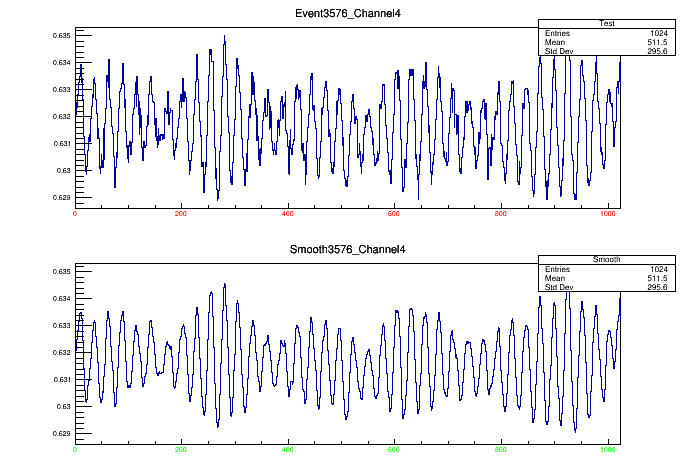 Event3576_Channel4
Test
Entries 1024
Mean 511.5
Std Dev 295.6
0.635
0.634
0.633
0.632
0.631
0.63
0.629
0 200 400 600 800 1000
Smooth3576_Channel4
Smooth
Entries 1024
Mean 511.5
Std Dev 295.6
0.635
0.634
0.633
0.632
0.631
0.63
0.629
0 200 400 600 800 1000